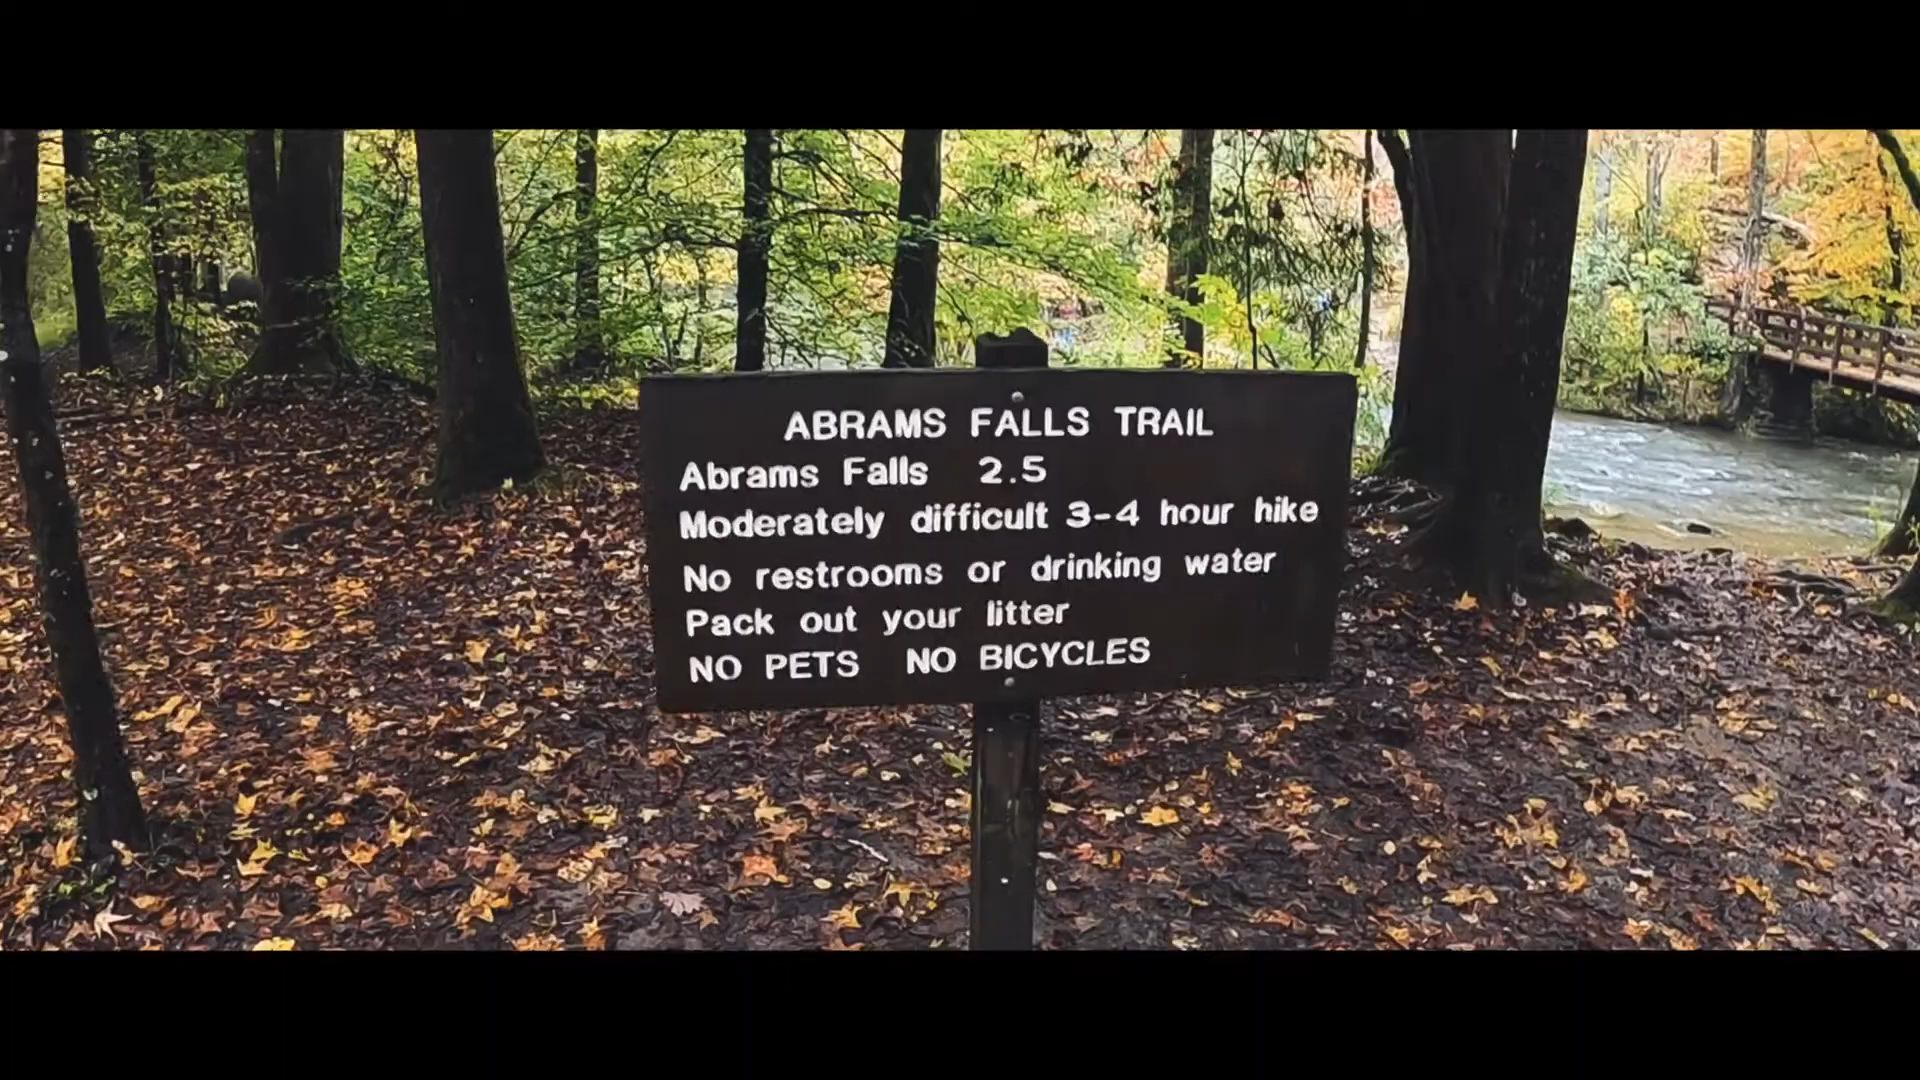 ABRAMS FALLS TRAIL
Abrams Falls 2.5
Moderately difficult 3-4 hour hike
No restrooms or drinking water
Pack out your litter
NO PETS NO BICYCLES